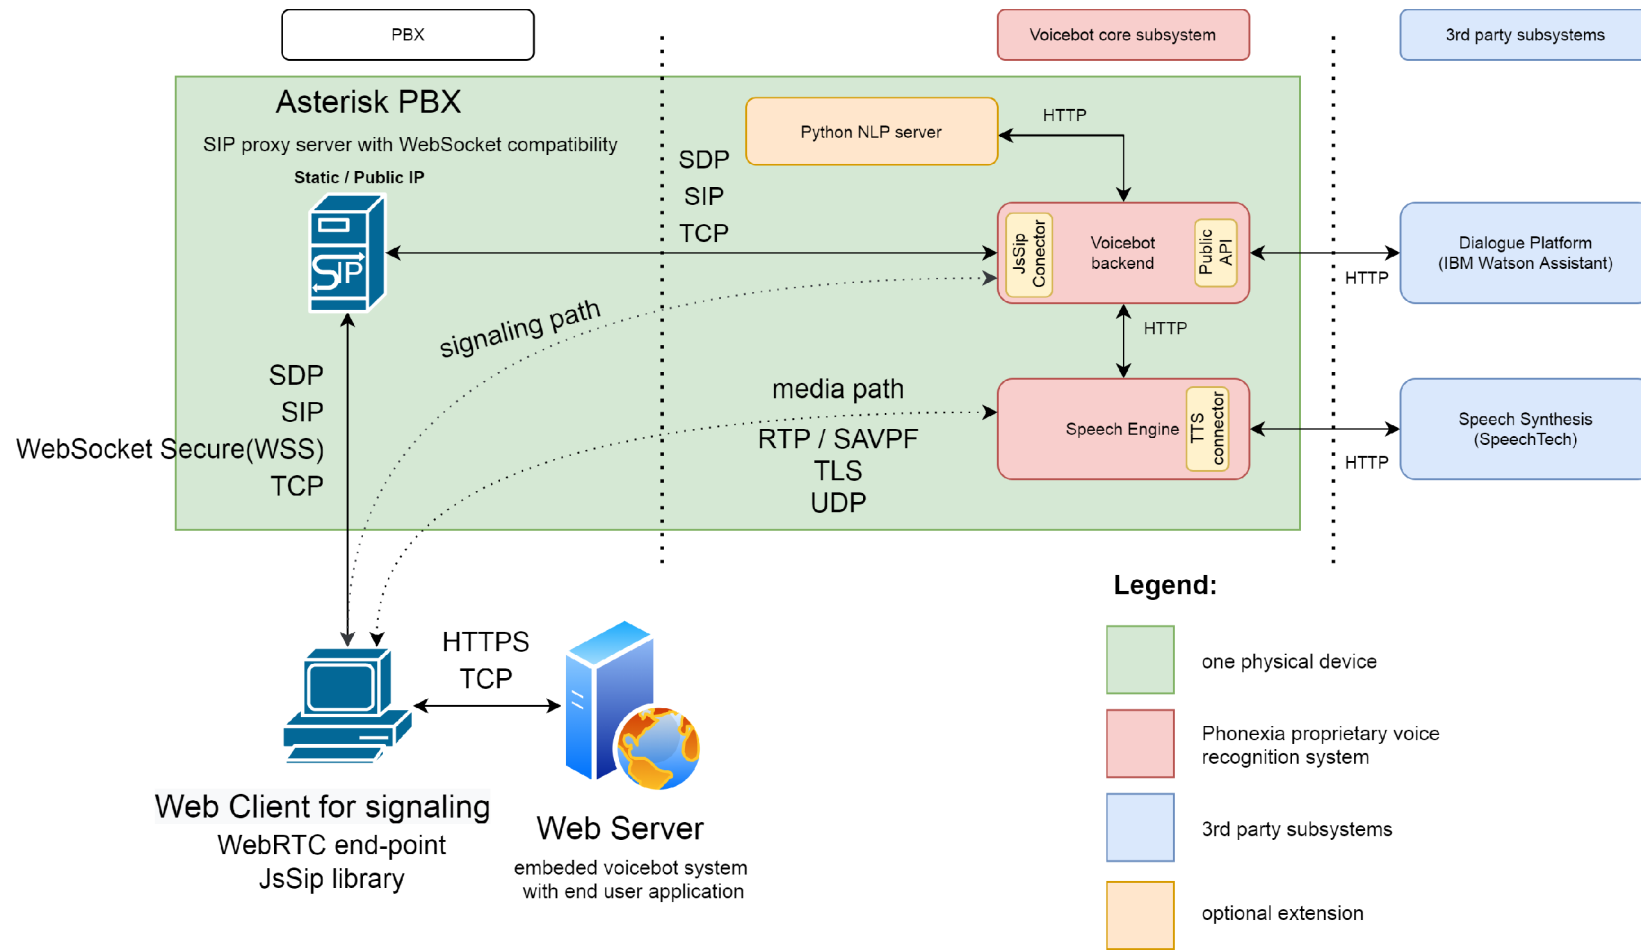 PBX
Voicebot core subsystem
3rd party subsystems
Asterisk PBX
SIP proxy server with WebSocket compatibility
Static / Public IP
SIP
SDP
SIP
TCP
Python NLP server
HTTP
JsSip
Conector
Voicebot
backend
Public
API
HTTP
Dialogue Platform
(IBM Watson Assistant)
signaling path
HTTP
SDP
SIP
WebSocket Secure(WSS)
TCP
media path
RTP / SAVPF
TLS
UDP
Speech Engine
TTS
connector
HTTP
Speech Synthesis
(SpeechTech)
HTTPS
TCP
Web Client for signaling
WebRTC end-point
JsSip library
Web Server
embeded voicebot system
with end user application
Legend:
one physical device
Phonexia proprietary voice
recognition system
3rd party subsystems
optional extension